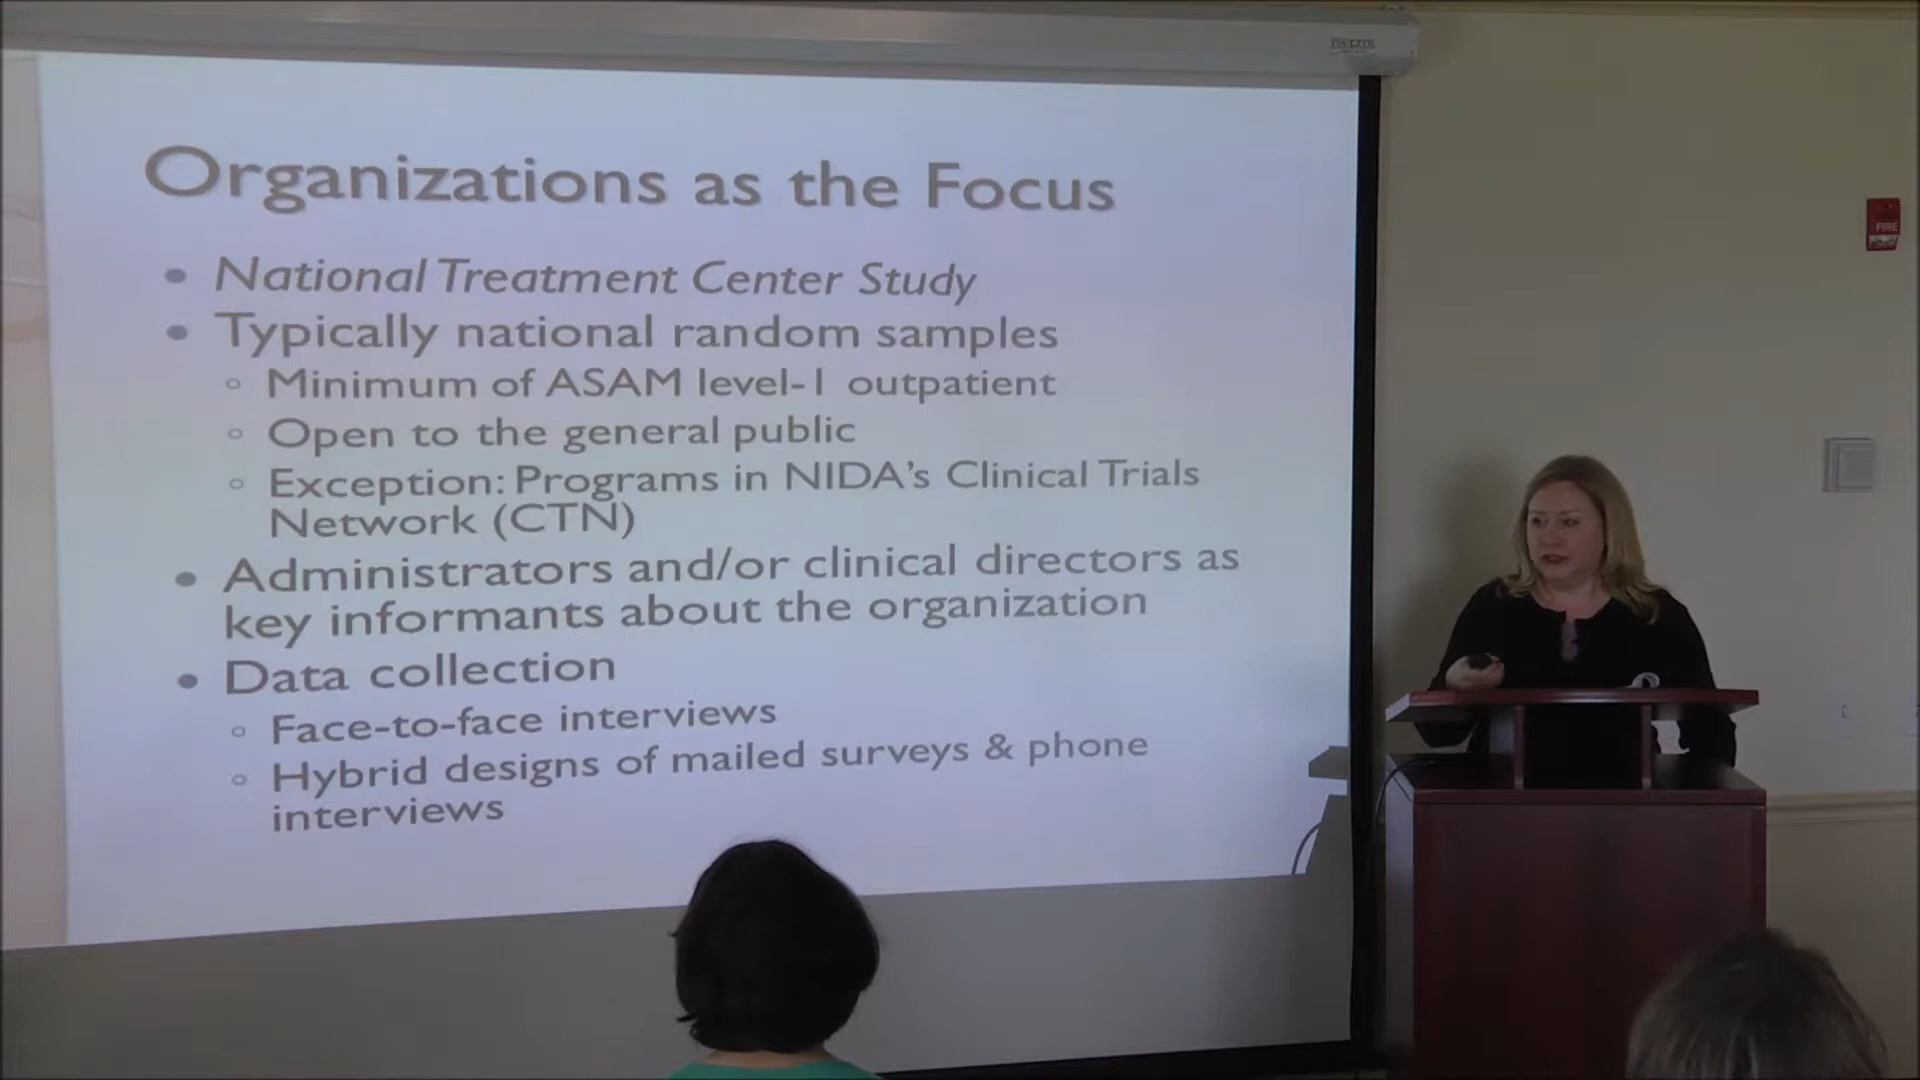 Organizations as the Focus
• National Treatment Center Study
• Typically national random samples
◦ Minimum of ASAM level-1 outpatient
◦ Open to the general public
◦ Exception: Programs in NIDA's Clinical Trials
Network (CTN)
• Administrators and/or clinical directors as
key informants about the organization
• Data collection
◦ Face-to-face interviews
◦ Hybrid designs of mailed surveys & phone
interviews
FIRE